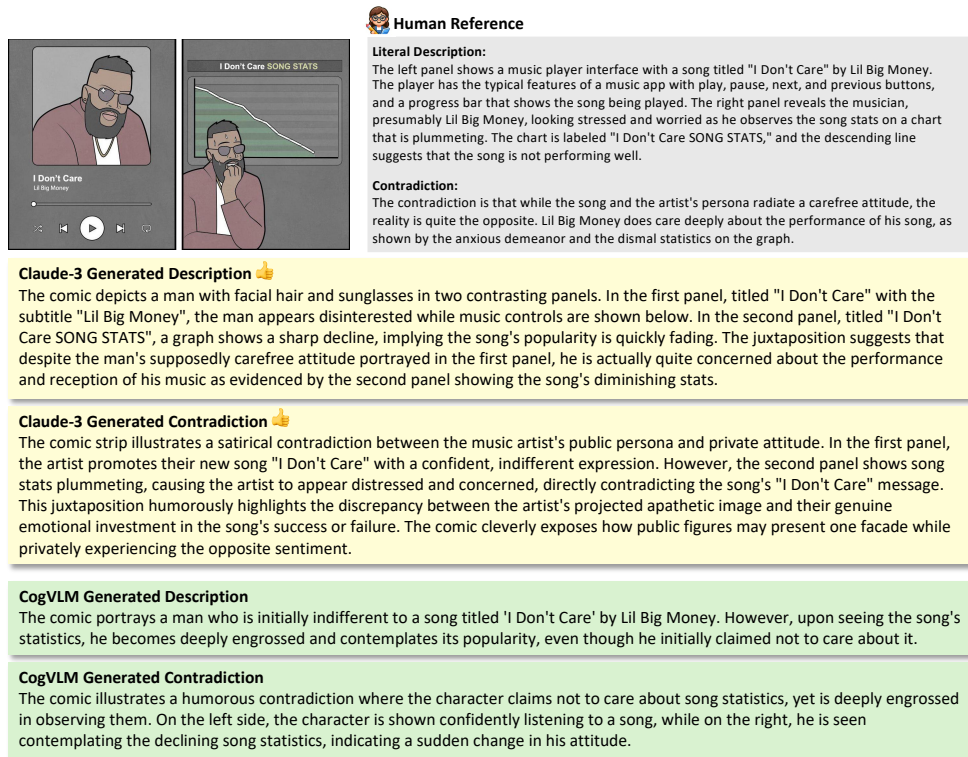 Human Reference
Literal Description:
The left panel shows a music player interface with a song titled "I Don't Care" by Lil Big Money.
The player has the typical features of a music app with play, pause, next, and previous buttons,
and a progress bar that shows the song being played. The right panel reveals the musician,
presumably Lil Big Money, looking stressed and worried as he observes the song stats on a chart
that is plummeting. The chart is labeled "I Don't Care SONG STATS," and the descending line
suggests that the song is not performing well.
Contradiction:
The contradiction is that while the song and the artist's persona radiate a carefree attitude, the
reality is quite the opposite. Lil Big Money does care deeply about the performance of his song, as
shown by the anxious demeanor and the dismal statistics on the graph.
I Don't Care
Lil Big Money
I Don't Care SONG STATS
Claude-3 Generated Description
The comic depicts a man with facial hair and sunglasses in two contrasting panels. In the first panel, titled "I Don't Care" with the
subtitle "Lil Big Money", the man appears disinterested while music controls are shown below. In the second panel, titled "I Don't
Care SONG STATS", a graph shows a sharp decline, implying the song's popularity is quickly fading. The juxtaposition suggests that
despite the man's supposedly carefree attitude portrayed in the first panel, he is actually quite concerned about the performance
and reception of his music as evidenced by the second panel showing the song's diminishing stats.
Claude-3 Generated Contradiction
The comic strip illustrates a satirical contradiction between the music artist's public persona and private attitude. In the first panel,
the artist promotes their new song "I Don't Care" with a confident, indifferent expression. However, the second panel shows song
stats plummeting, causing the artist to appear distressed and concerned, directly contradicting the song's "I Don't Care" message.
This juxtaposition humorously highlights the discrepancy between the artist's projected apathetic image and their genuine
emotional investment in the song's success or failure. The comic cleverly exposes how public figures may present one facade while
privately experiencing the opposite sentiment.
CogVLM Generated Description
The comic portrays a man who is initially indifferent to a song titled 'I Don't Care' by Lil Big Money. However, upon seeing the song's
statistics, he becomes deeply engrossed and contemplates its popularity, even though he initially claimed not to care about it.
CogVLM Generated Contradiction
The comic illustrates a humorous contradiction where the character claims not to care about song statistics, yet is deeply engrossed
in observing them. On the left side, the character is shown confidently listening to a song, while on the right, he is seen
contemplating the declining song statistics, indicating a sudden change in his attitude.